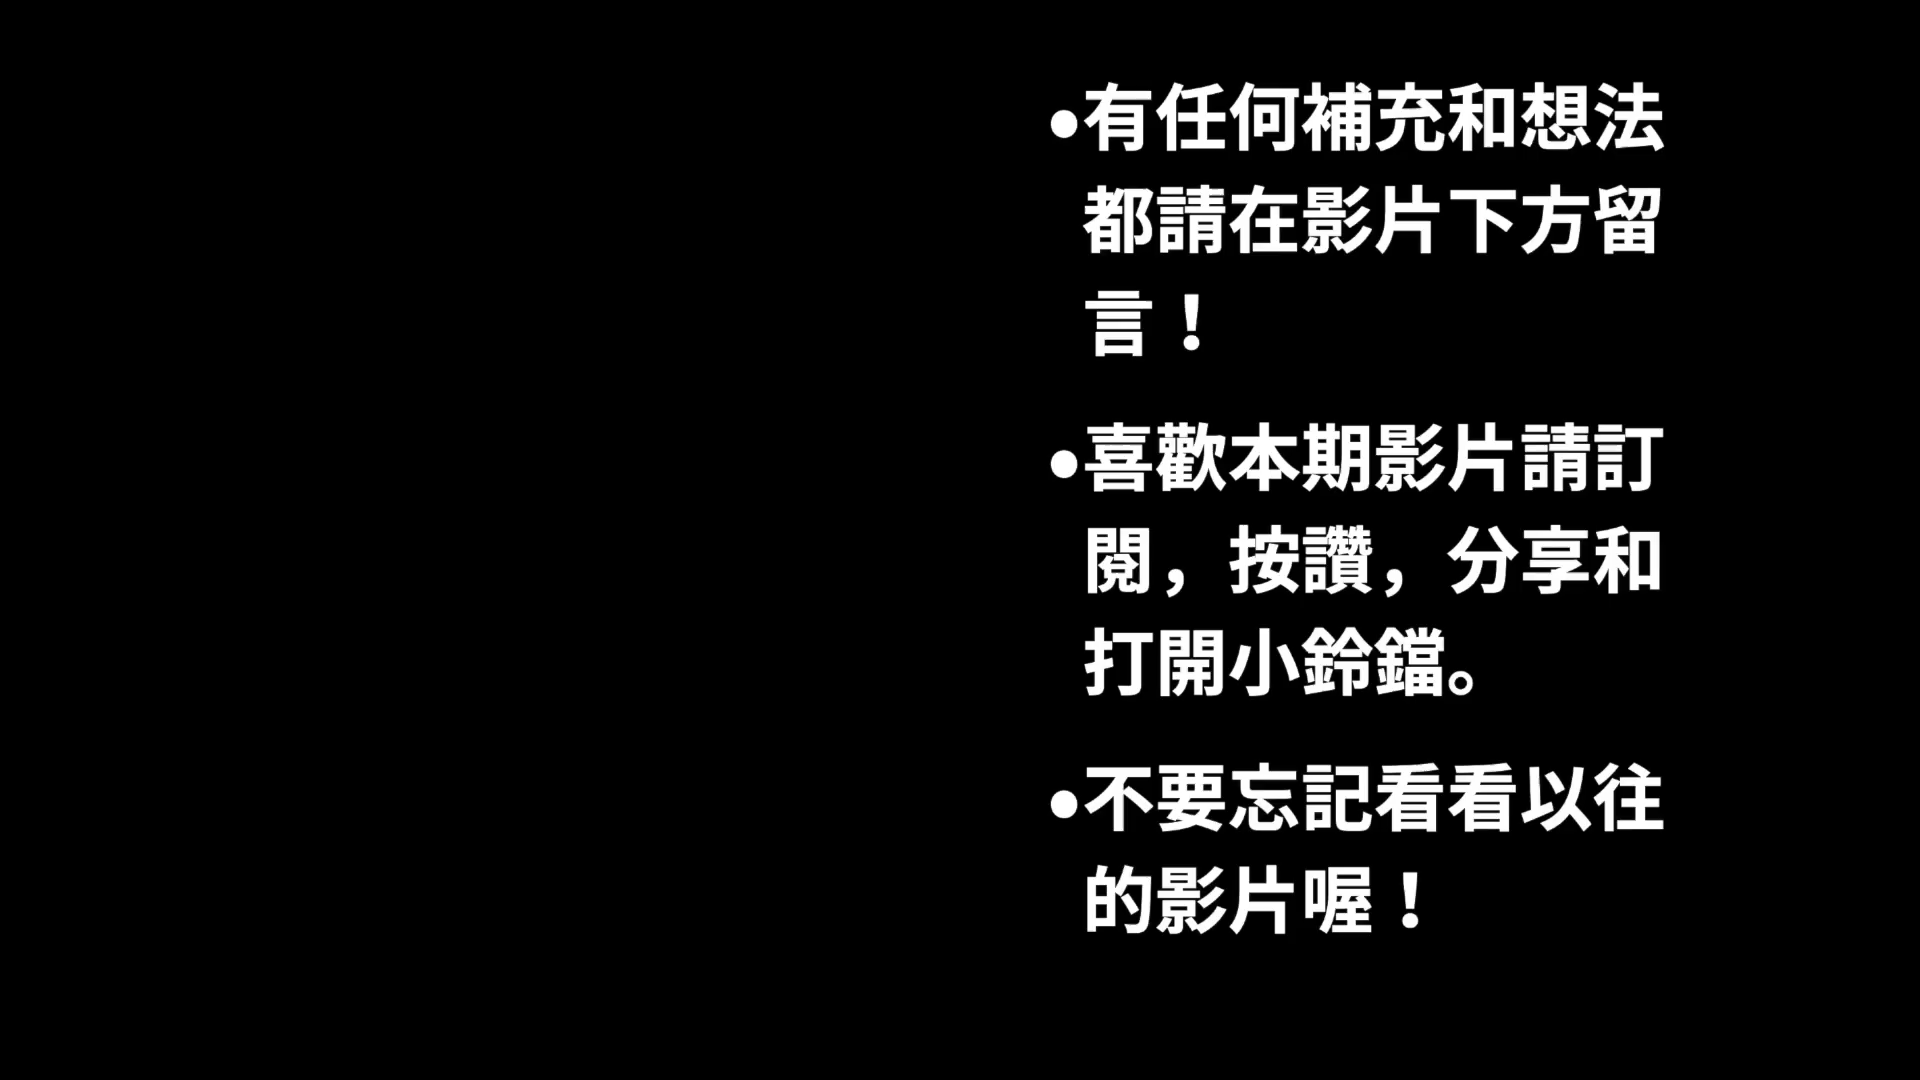 •有任何補充和想法
都請在影片下方留
言！
•喜歡本期影片請訂
閱，按讚，分享和
打開小鈴鐺。
•不要忘記看看以往
的影片喔！